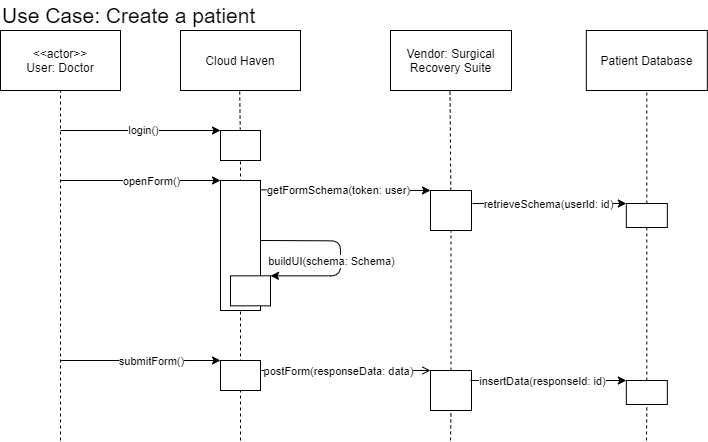 Use Case: Create a patient
<<actor>>
User: Doctor
Cloud Haven
Vendor: Surgical
Recovery Suite
Patient Database
login()
openForm()
getFormSchema(token: user)
retrieveSchema(userId: id)
buildUI(schema: Schema)
submitForm()
postForm(responseData: data)
insertData(responseId: id)